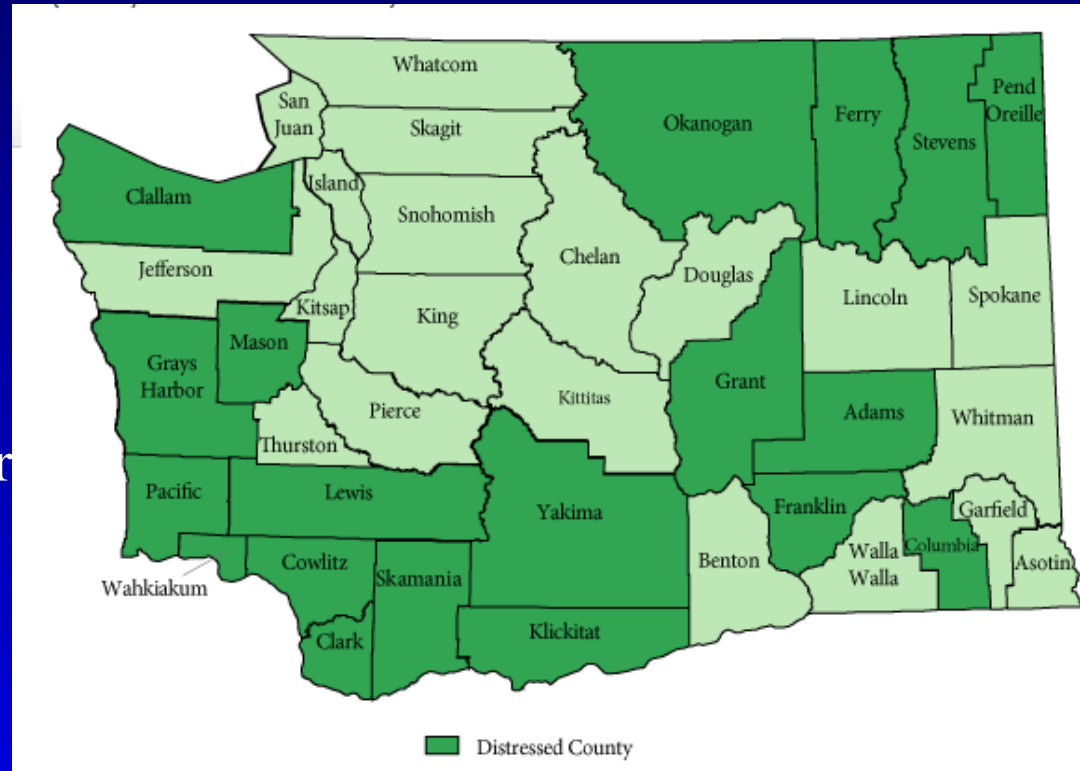 Whatcom
San
Juan
Skagit
Okanogan
Ferry
Stevens
Pend
Oreille
Clallam
Island
Snohomish
Chelan
Jefferson
Kitsap
King
Douglas
Lincoln
Spokane
Grays
Harbor
Mason
Pierce
Thurston
Kittitas
Grant
Adams
Whitman
r
Pacific
Lewis
Yakima
Franklin
Garfield
Wahkiakum
Cowlitz
Skamania
Benton
Walla
Walla
Columbia
Asotin
Clark
Klickitat
Distressed County